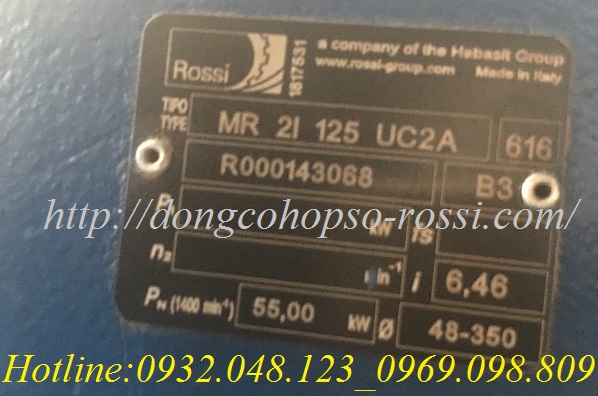 Rossi
1817531
a company of the Habasit Group
www.rossi-group.com Made in Italy
TIPO
TYPE
MR 2I 125 UC2A 616
R000143068 B3
http://dongcohopso-rossi.com/
P kW fs
n₂ min⁻¹ i 6,46
Pɴ (1400 min⁻¹) 55,00 kW Ø 48-350
Hotline:0932.048.123_0969.098.809